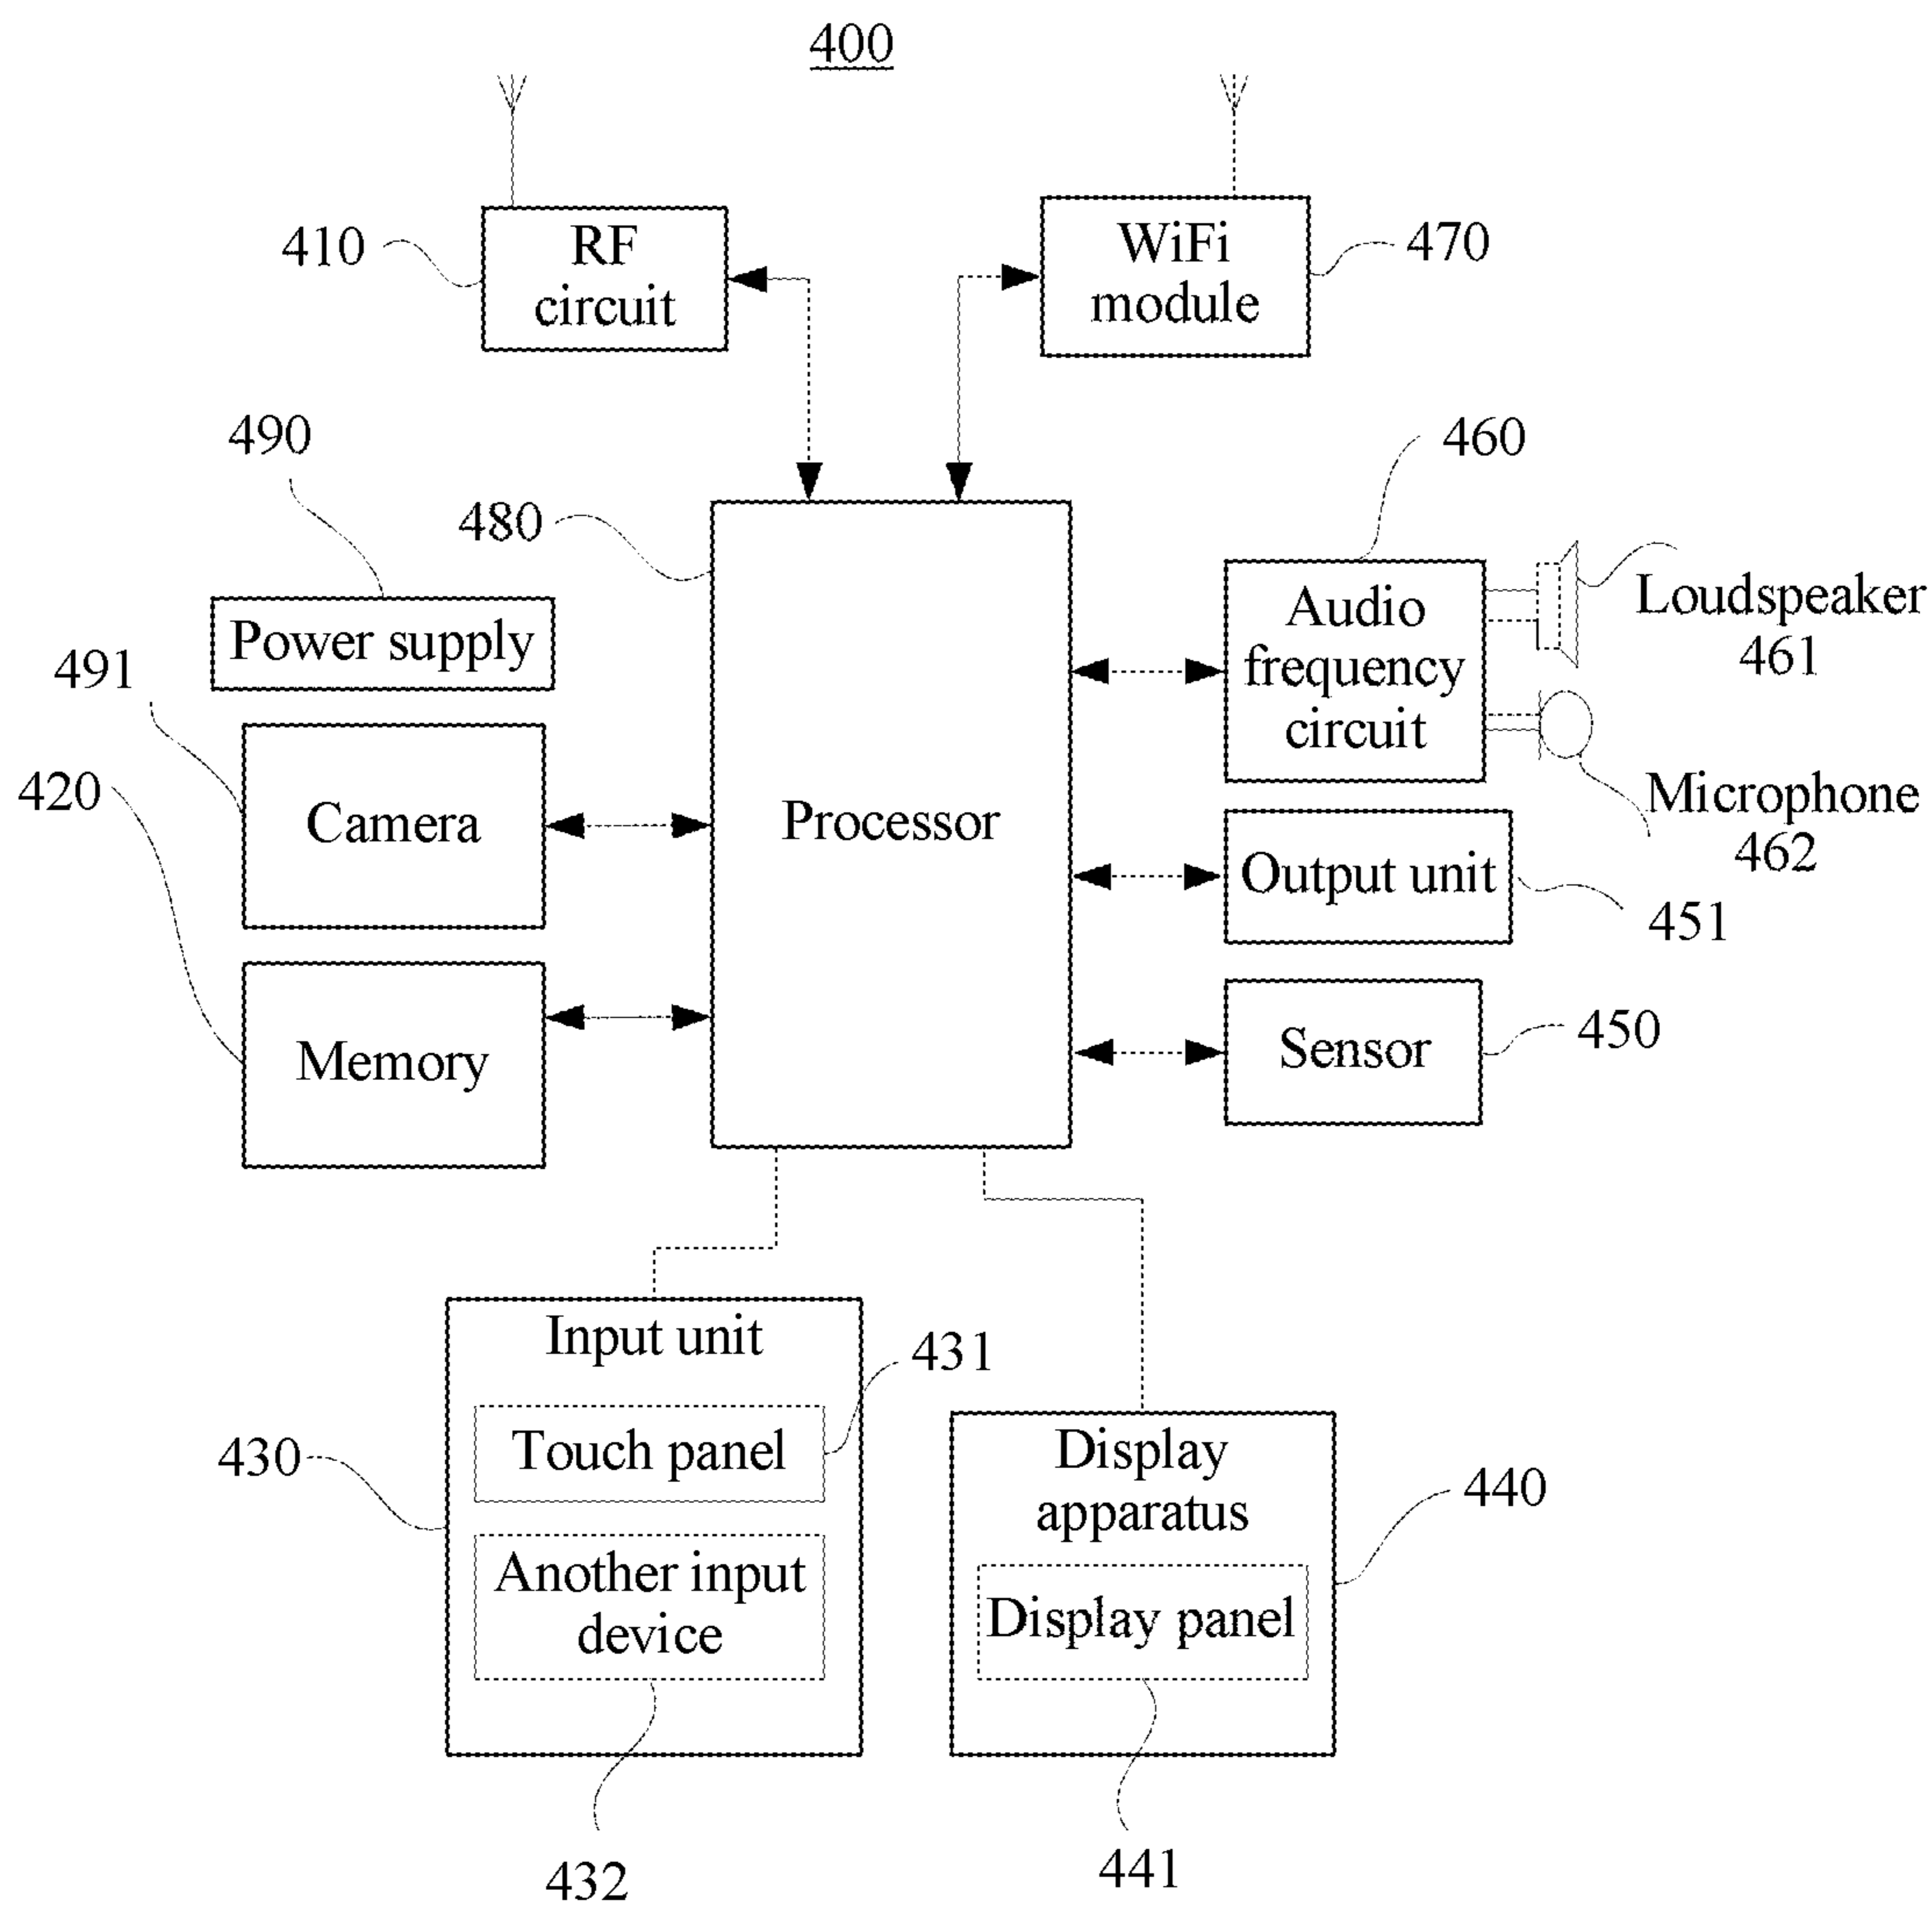 400
RF
circuit
410
WiFi
module
470
490
480
460
Power supply
491
Audio
frequency
circuit
Loudspeaker
461
420
Camera
Processor
Microphone
462
Output unit
451
Memory
Sensor
450
Input unit
431
Touch panel
430
Another input
device
432
Display
apparatus
440
Display panel
441